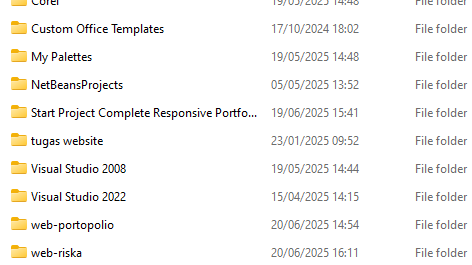 Corel 19/05/2025 14:48 File folder
Custom Office Templates 17/10/2024 18:02 File folder
My Palettes 19/05/2025 14:48 File folder
NetBeansProjects 05/05/2025 13:52 File folder
Start Project Complete Responsive Portfo... 19/06/2025 15:41 File folder
tugas website 23/01/2025 09:52 File folder
Visual Studio 2008 19/05/2025 14:44 File folder
Visual Studio 2022 15/04/2025 14:15 File folder
web-portopolio 20/06/2025 14:54 File folder
web-riska 20/06/2025 16:11 File folder